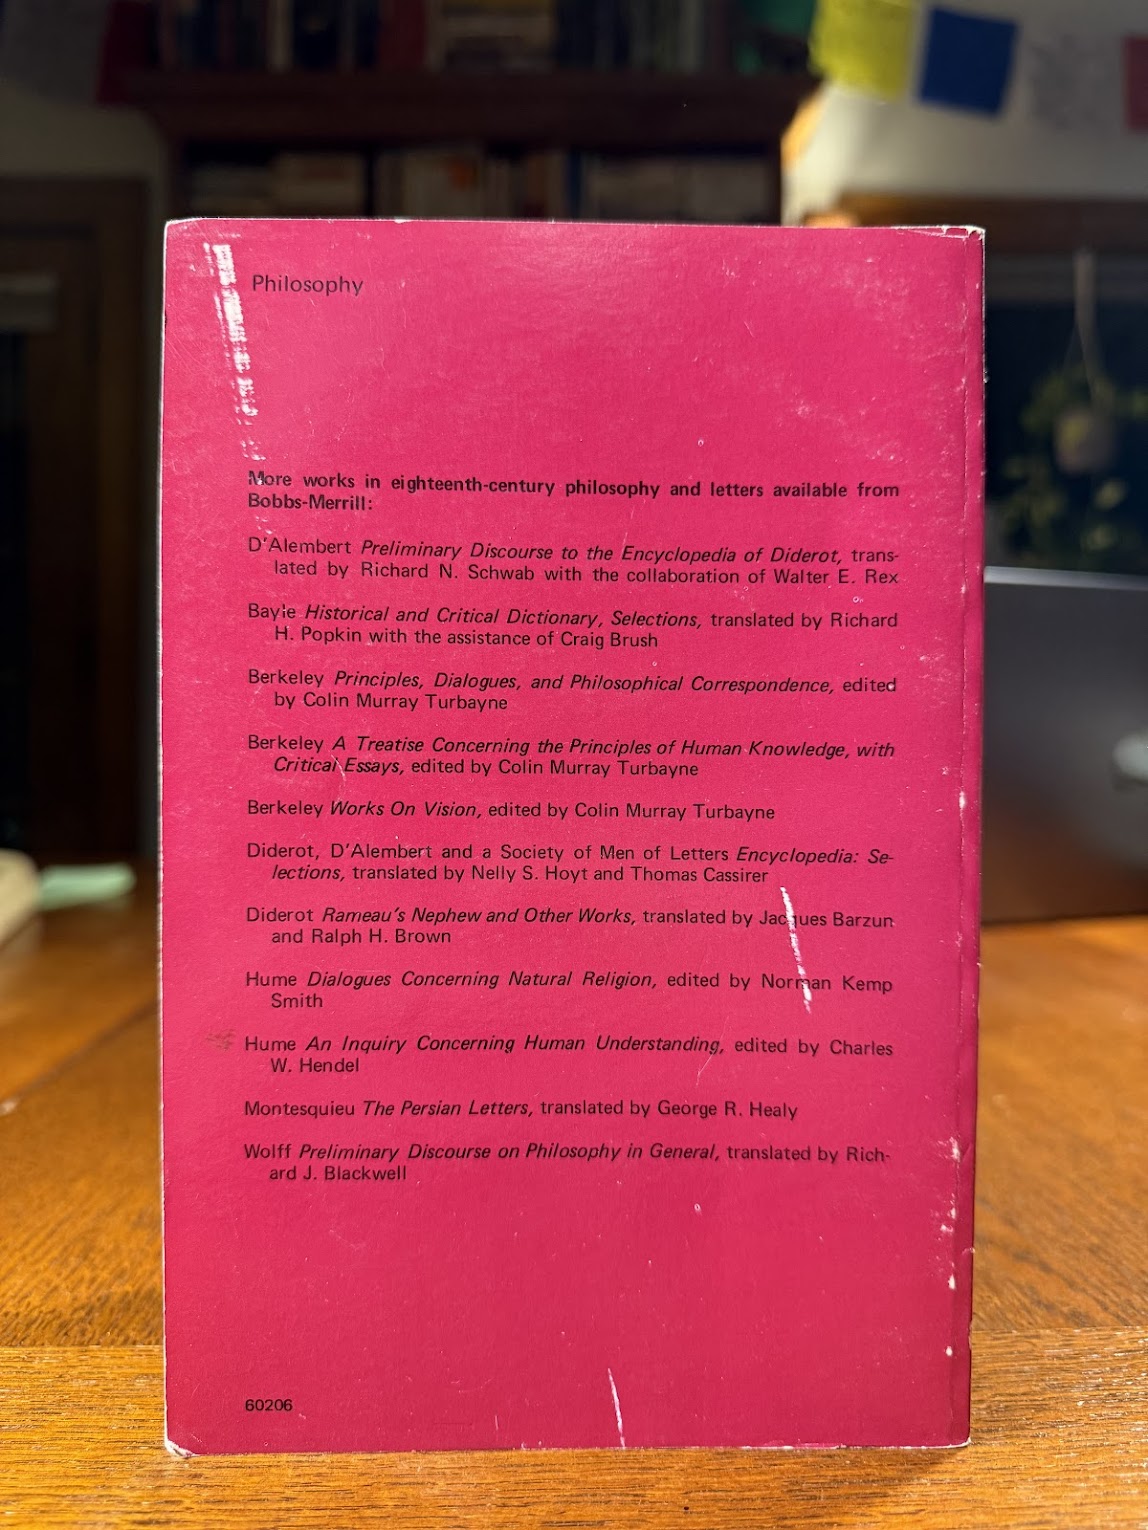 Philosophy
More works in eighteenth-century philosophy and letters available from
Bobbs-Merrill:
D'Alembert Preliminary Discourse to the Encyclopedia of Diderot, trans-
lated by Richard N. Schwab with the collaboration of Walter E. Rex
Bayle Historical and Critical Dictionary, Selections, translated by Richard
H. Popkin with the assistance of Craig Brush
Berkeley Principles, Dialogues, and Philosophical Correspondence, edited
by Colin Murray Turbayne
Berkeley A Treatise Concerning the Principles of Human Knowledge, with
Critical Essays, edited by Colin Murray Turbayne
Berkeley Works On Vision, edited by Colin Murray Turbayne
Diderot, D'Alembert and a Society of Men of Letters Encyclopedia: Se-
lections, translated by Nelly S. Hoyt and Thomas Cassirer
Diderot Rameau's Nephew and Other Works, translated by Jacques Barzun
and Ralph H. Brown
Hume Dialogues Concerning Natural Religion, edited by Norman Kemp
Smith
Hume An Inquiry Concerning Human Understanding, edited by Charles
W. Hendel
Montesquieu The Persian Letters, translated by George R. Healy
Wolff Preliminary Discourse on Philosophy in General, translated by Rich-
ard J. Blackwell
60206